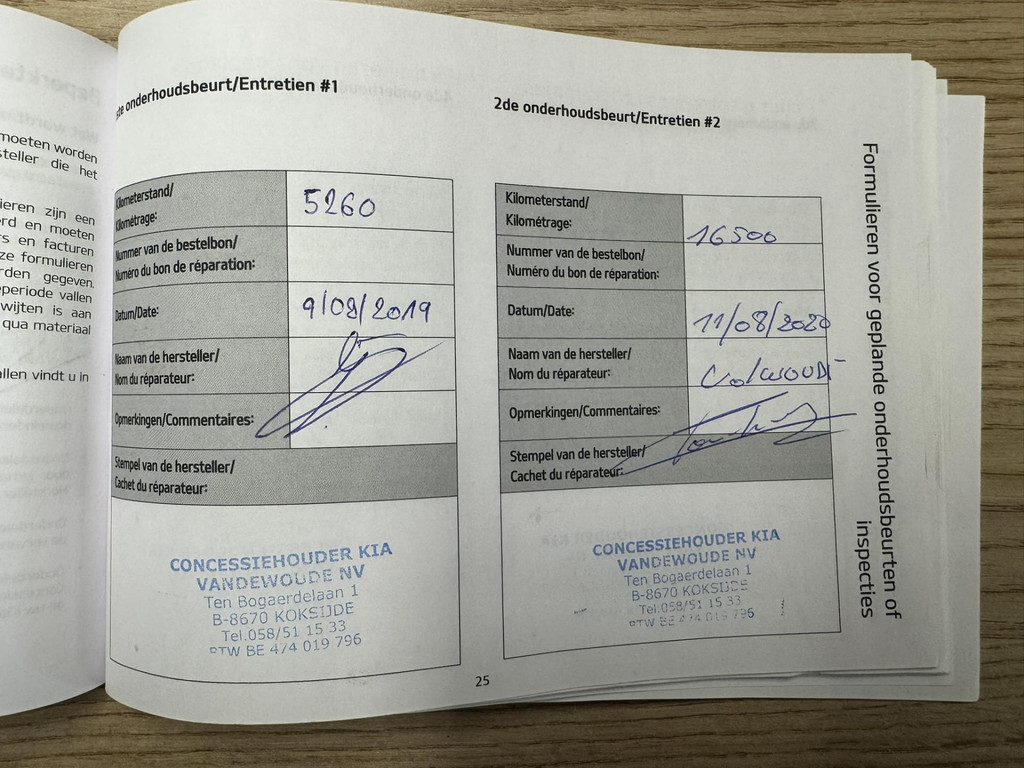 moeten worden
steller die het
ieren zijn een
erd en moeten
rs en facturen
ze formulieren
rden gegeven.
periode vallen
wijten is aan
qua materiaal
allen vindt u in
ste onderhoudsbeurt/Entretien #1
Kilometerstand/
Kilométrage:
5260
Nummer van de bestelbon/
Numéro du bon de réparation:
Datum/Date:
9/08/2019
Naam van de hersteller/
Nom du réparateur:
Opmerkingen/Commentaires:
Stempel van de hersteller/
Cachet du réparateur:
CONCESSIEHOUDER KIA
VANDEWOUDE NV
Ten Bogaerdelaan 1
B-8670 KOKSIJDE
Tel.058/51 15 33
BTW BE 474 019 796
2de onderhoudsbeurt/Entretien #2
Kilometerstand/
Kilométrage:
16500
Nummer van de bestelbon/
Numéro du bon de réparation:
Datum/Date:
11/08/2020
Naam van de hersteller/
Nom du réparateur:
Opmerkingen/Commentaires:
Stempel van de hersteller/
Cachet du réparateur:
CONCESSIEHOUDER KIA
VANDEWOUDE NV
Ten Bogaerdelaan 1
B-8670 KOKSIJDE
Tel.058/51 15 33
BTW BE 474 019 796
Formulieren voor geplande onderhoudsbeurten of
inspecties
25